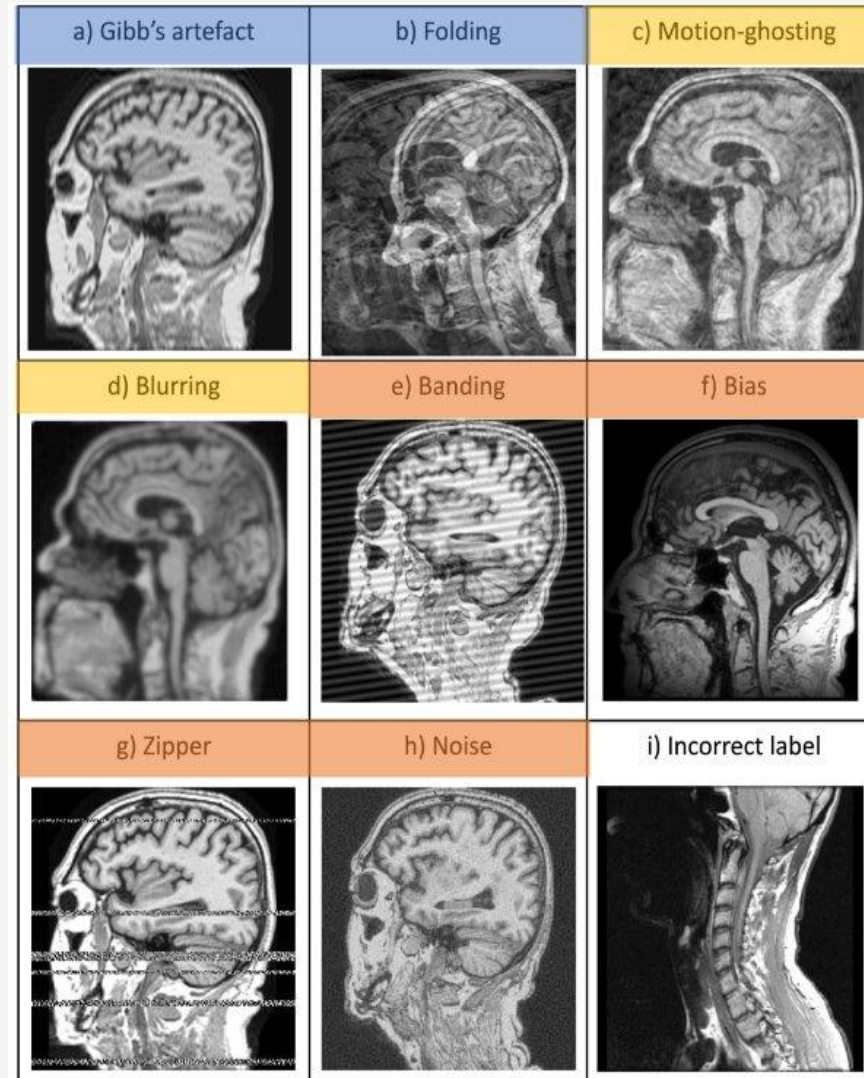 a) Gibb's artefact
b) Folding
c) Motion-ghosting
d) Blurring
e) Banding
f) Bias
g) Zipper
h) Noise
i) Incorrect label